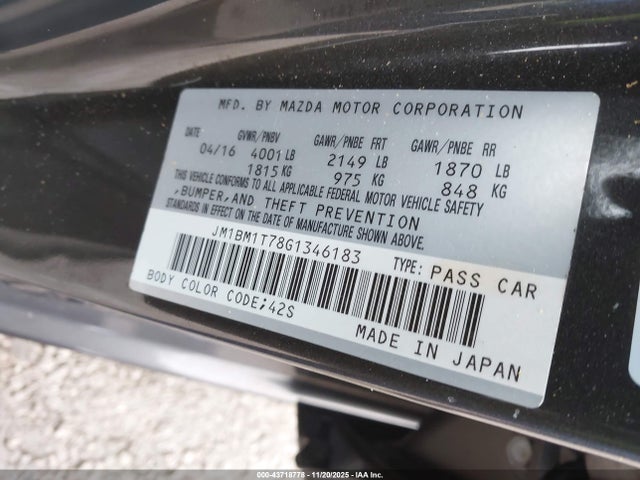 MFD. BY MAZDA MOTOR CORPORATION
DATE GVWR/PNBV GAWR/PNBE FRT GAWR/PNBE RR
04/16 4001 LB 2149 LB 1870 LB
1815 KG 975 KG 848 KG
THIS VEHICLE CONFORMS TO ALL APPLICABLE FEDERAL MOTOR VEHICLE SAFETY
,BUMPER,AND THEFT PREVENTION
STANDARDS IN EFFECT ON THE DATE OF MANUFACTURE SHOWN ABOVE.
JM1BM1T78G1346183 TYPE: PASS CAR
BODY COLOR CODE;42S
MADE IN JAPAN
000-43718776 - 11/20/2025 - IAA Inc.